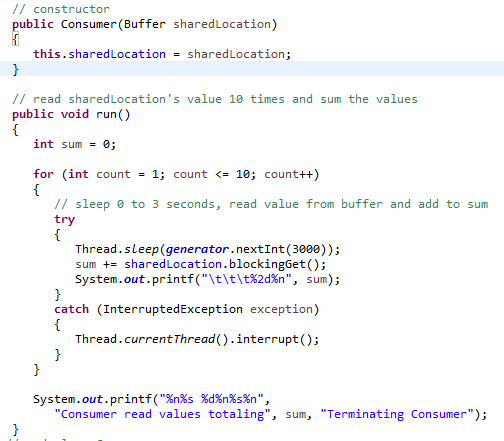 // constructor
public Consumer(Buffer sharedLocation)
{
this.sharedLocation = sharedLocation;
}
// read sharedLocation's value 10 times and sum the values
public void run()
{
int sum = 0;
for (int count = 1; count <= 10; count++)
{
// sleep 0 to 3 seconds, read value from buffer and add to sum
try
{
Thread.sleep(generator.nextInt(3000));
sum += sharedLocation.blockingGet();
System.out.printf("\t\t\t%2d%n", sum);
}
catch (InterruptedException exception)
{
Thread.currentThread().interrupt();
}
}
System.out.printf("%n%s %d%n%s%n",
"Consumer read values totaling", sum, "Terminating Consumer");
}